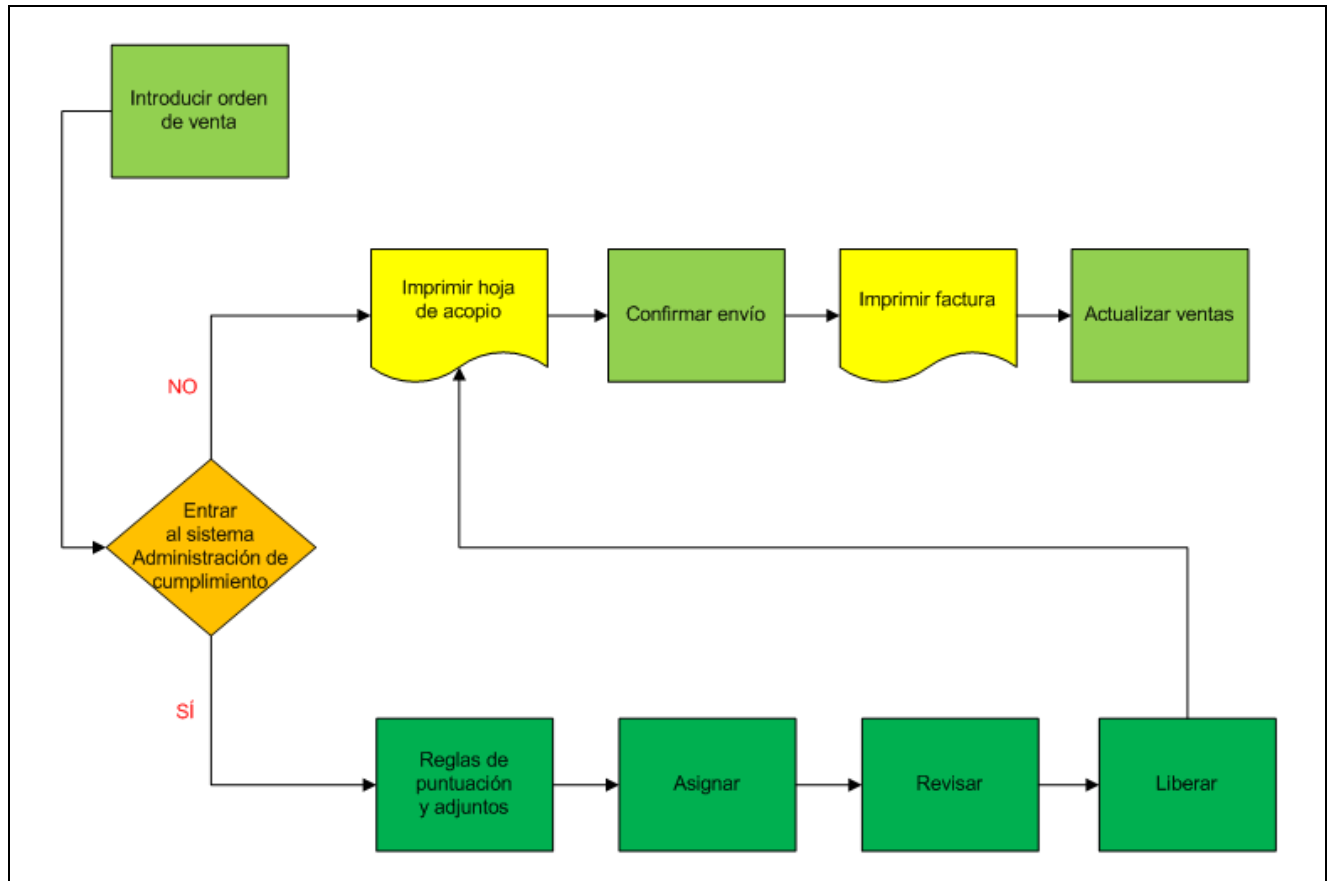 Introducir orden
de venta
Imprimir hoja
de acopio
Confirmar envío
Imprimir factura
Actualizar ventas
NO
Entrar
al sistema
Administración de
cumplimiento
SÍ
Reglas de
puntuación
y adjuntos
Asignar
Revisar
Liberar